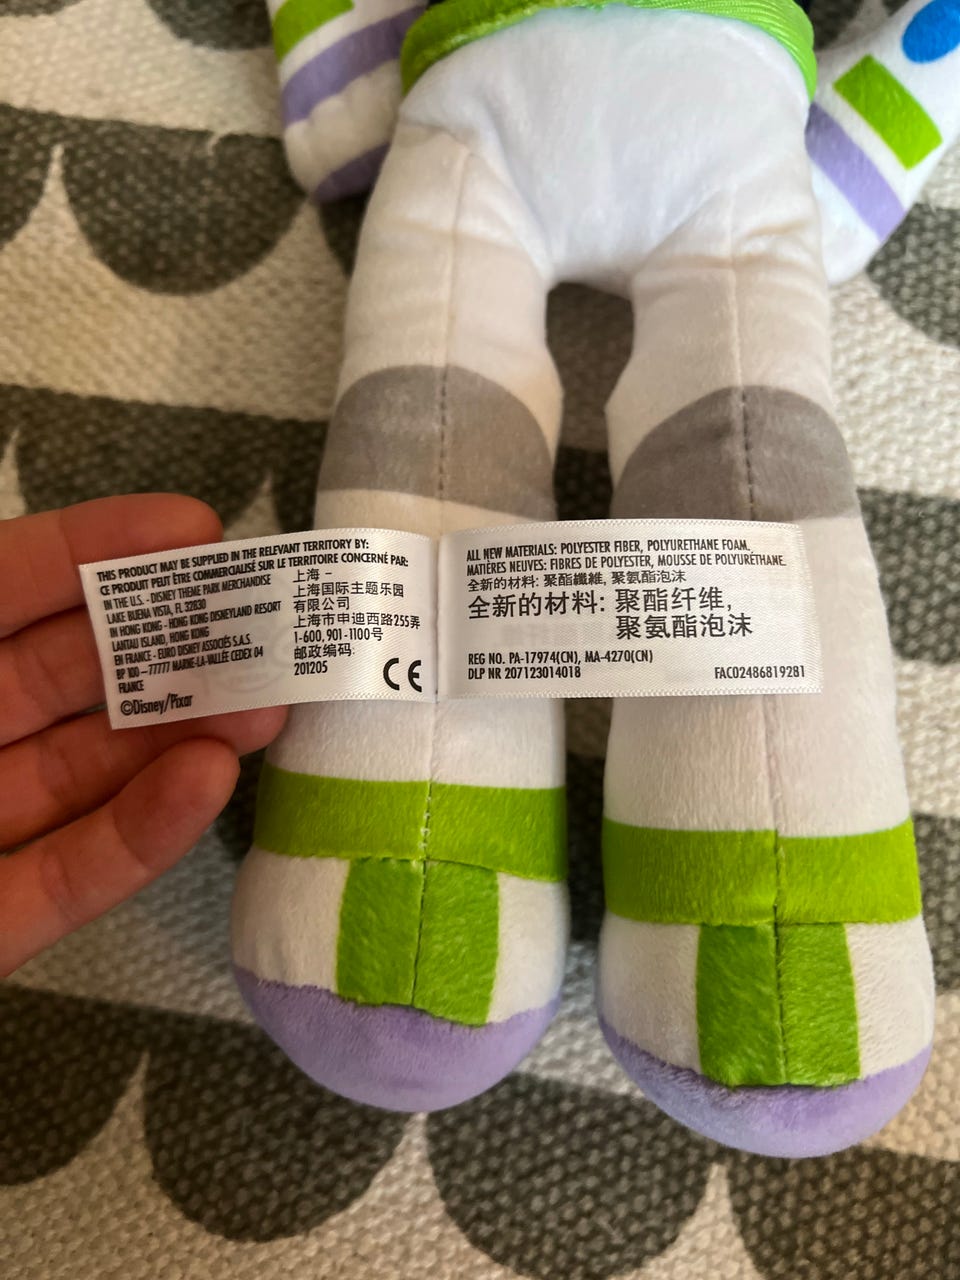 THIS PRODUCT MAY BE SUPPLIED IN THE RELEVANT TERRITORY BY:
CE PRODUIT PEUT ÊTRE COMMERCIALISÉ SUR LE TERRITOIRE CONCERNÉ PAR:
IN THE U.S. - DISNEY THEME PARK MERCHANDISE
LAKE BUENA VISTA, FL 32830
IN HONG KONG - HONG KONG DISNEYLAND RESORT
LANTAU ISLAND, HONG KONG
EN FRANCE - EURO DISNEY ASSOCIÉS S.A.S.
BP 100 – 77777 MARNE-LA-VALLÉE CEDEX 04
FRANCE
©Disney/Pixar
上海 -
上海国际主题乐园
有限公司
上海市申迪西路255弄
1-600, 901-1100号
邮政编码:
201205
CE
ALL NEW MATERIALS: POLYESTER FIBER, POLYURETHANE FOAM.
MATIÈRES NEUVES: FIBRES DE POLYESTER, MOUSSE DE POLYURÉTHANE.
全新的材料: 聚酯纖維, 聚氨酯泡沫
全新的材料: 聚酯纤维,
聚氨酯泡沫
REG NO. PA-17974(CN), MA-4270(CN)
DLP NR 207123014018
FAC02486819281